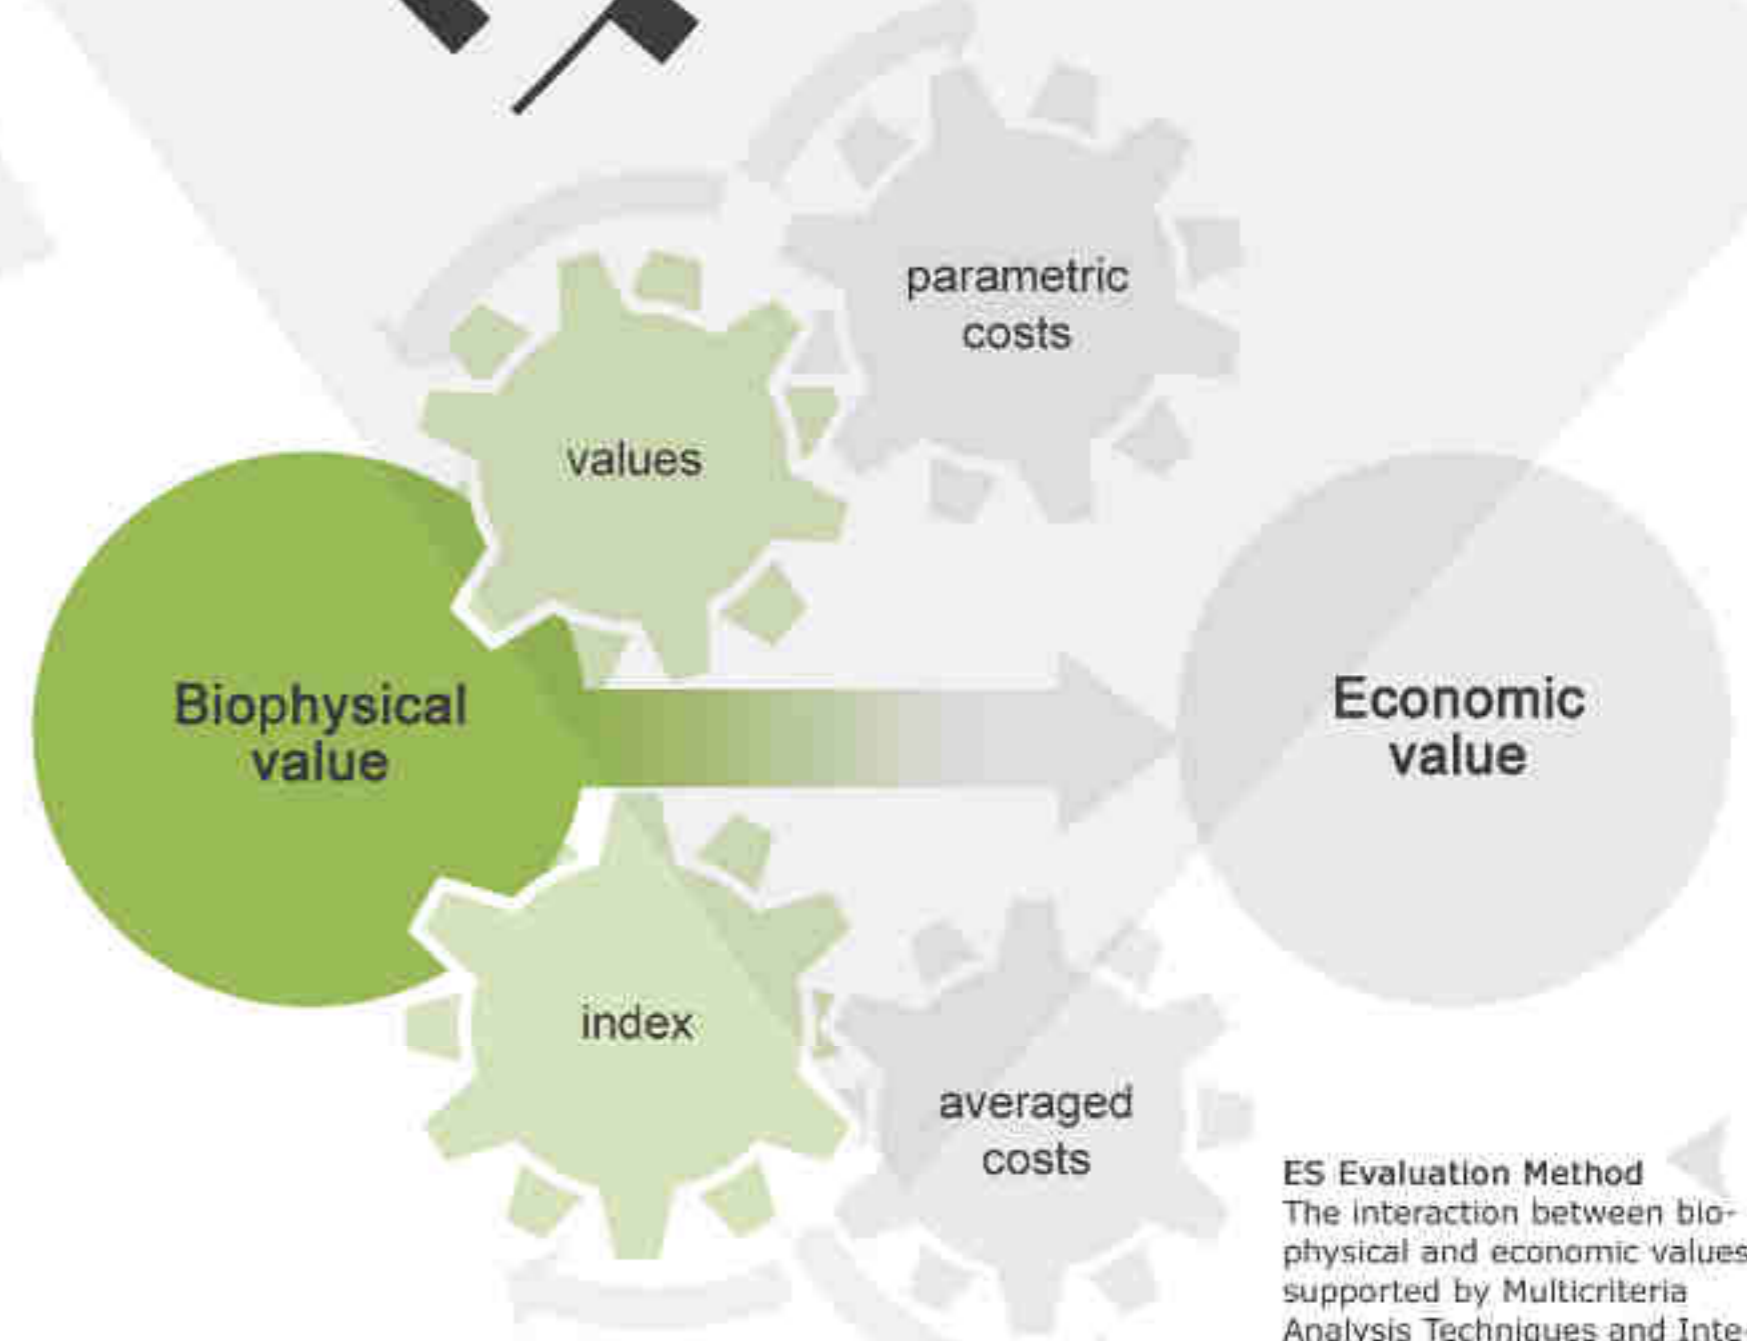 parametric
costs
values
Biophysical
value
Economic
value
index
averaged
costs
ES Evaluation Method
The interaction between bio-
physical and economic values
supported by Multicriteria
Analysis Techniques and Inte-